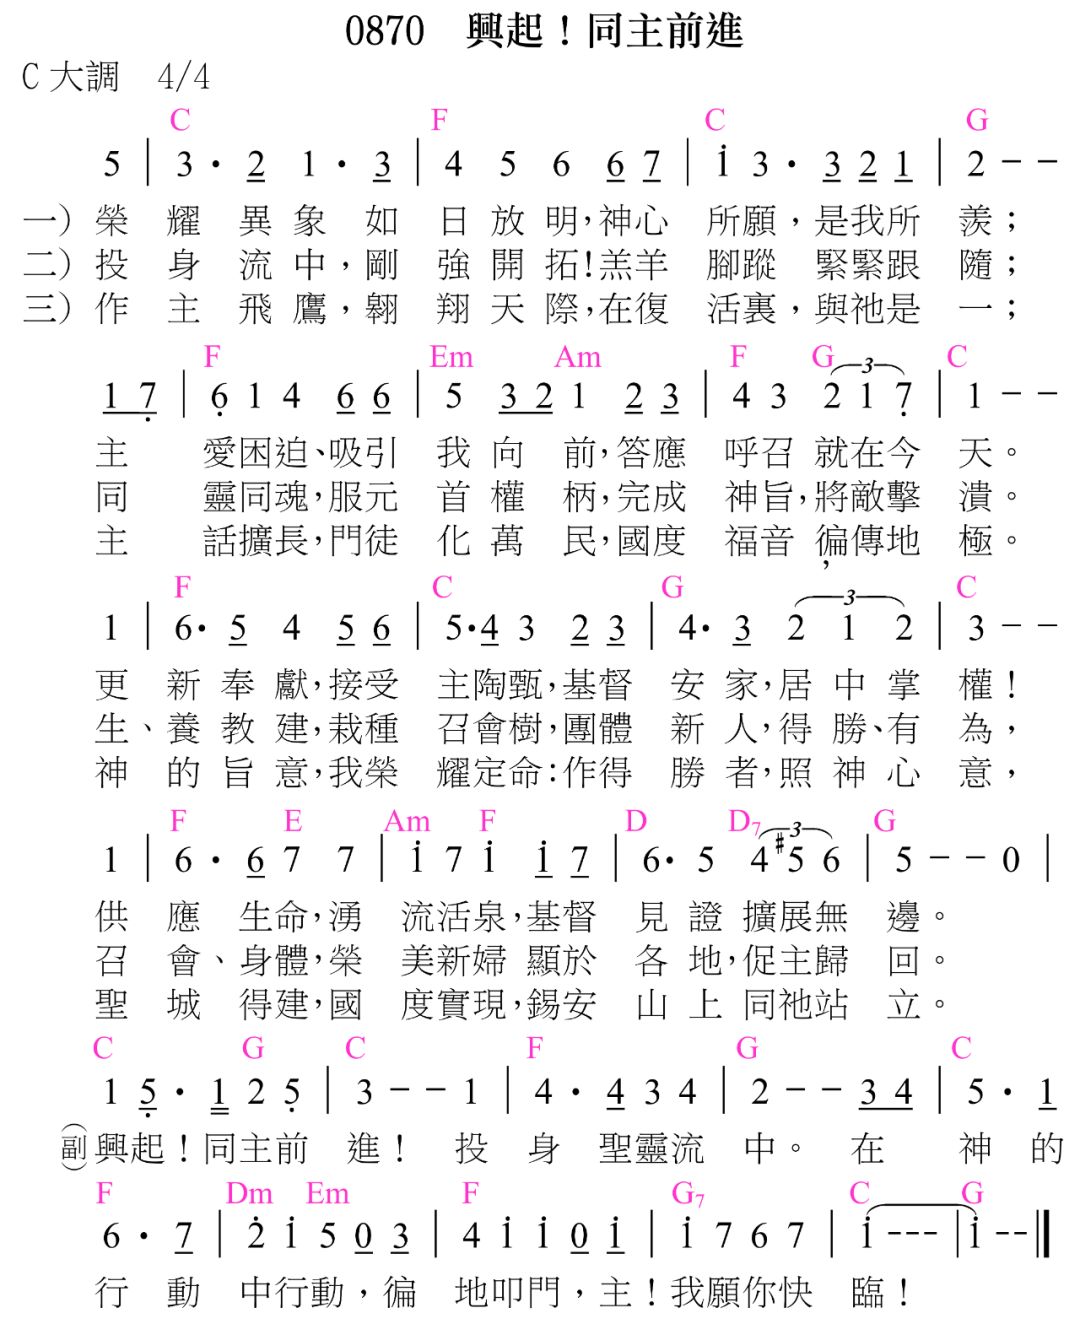 0870　興起！同主前進
C 大調　4/4
C F C G
5 | 3 · 2 1 · 3 | 4 5 6 6 7 | i 3 · 3 2 1 | 2 − −
一）榮 耀 異 象 如 日 放 明，神心 所願，是我所 羨；
二）投 身 流 中，剛 強 開 拓！羔羊 腳蹤 緊緊跟 隨；
三）作 主 飛 鷹，翱 翔 天 際，在復 活裏，與祂是 一；
F Em Am F G C
1 7 | 6 1 4 6 6 | 5 3 2 1 2 3 | 4 3 2 1 7 | 1 − −
主 愛困迫、吸引 我 向 前，答應 呼召 就在今 天。
同 靈同魂，服元 首 權 柄，完成 神旨，將敵擊 潰。
主 話擴長，門徒 化 萬 民，國度 福音 徧傳地 極。
F C G C
1 | 6· 5 4 5 6 | 5·4 3 2 3 | 4· 3 2 1 2 | 3 − −
更 新 奉 獻，接受 主陶甄，基督 安 家，居 中 掌 權！
生、養 教 建，栽種 召會樹，團體 新 人，得 勝、有 為，
神 的 旨 意，我榮 耀定命：作得 勝 者，照 神 心 意，
F E Am F D D7 G
1 | 6 · 6 7 7 | i 7 i i 7 | 6· 5 4 #5 6 | 5 − − 0 |
供 應 生命，湧 流活泉，基督 見 證 擴展無 邊。
召 會、身體，榮 美新婦 顯於 各 地，促主歸 回。
聖 城 得建，國 度實現，錫安 山 上 同祂站 立。
C G C F G C
1 5 · 1 2 5 | 3 − − 1 | 4 · 4 3 4 | 2 − − 3 4 | 5 · 1
（副）興起！同主前 進！ 投 身 聖靈流 中。 在 神 的
F Dm Em F G7 C G
6 · 7 | 2 i 5 0 3 | 4 i i 0 i | i 7 6 7 | i --- | i -- ‖
行 動 中行動，徧 地叩門，主！我願你快 臨！